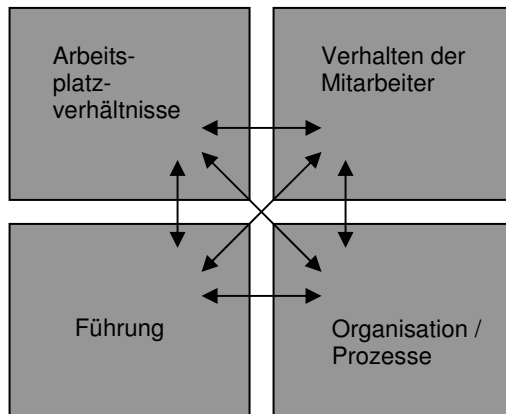 Arbeits-
platz-
verhältnisse
Verhalten der
Mitarbeiter
Führung
Organisation /
Prozesse